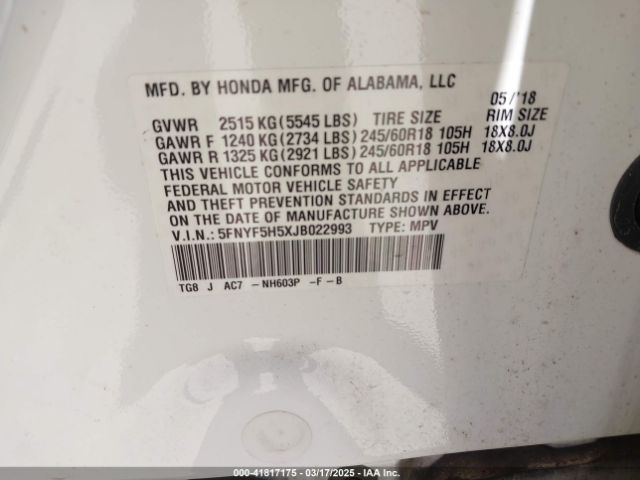 MFD. BY HONDA MFG. OF ALABAMA, LLC
05/'18
GVWR 2515 KG (5545 LBS) TIRE SIZE RIM SIZE
GAWR F 1240 KG (2734 LBS) 245/60R18 105H 18X8.0J
GAWR R 1325 KG (2921 LBS) 245/60R18 105H 18X8.0J
THIS VEHICLE CONFORMS TO ALL APPLICABLE
FEDERAL MOTOR VEHICLE SAFETY
AND THEFT PREVENTION STANDARDS IN EFFECT
ON THE DATE OF MANUFACTURE SHOWN ABOVE.
V.I.N.: 5FNYF5H5XJB022993 TYPE: MPV
TG8 J AC7 -NH603P -F-B
000-41817175 — 03/17/2025 — IAA Inc.